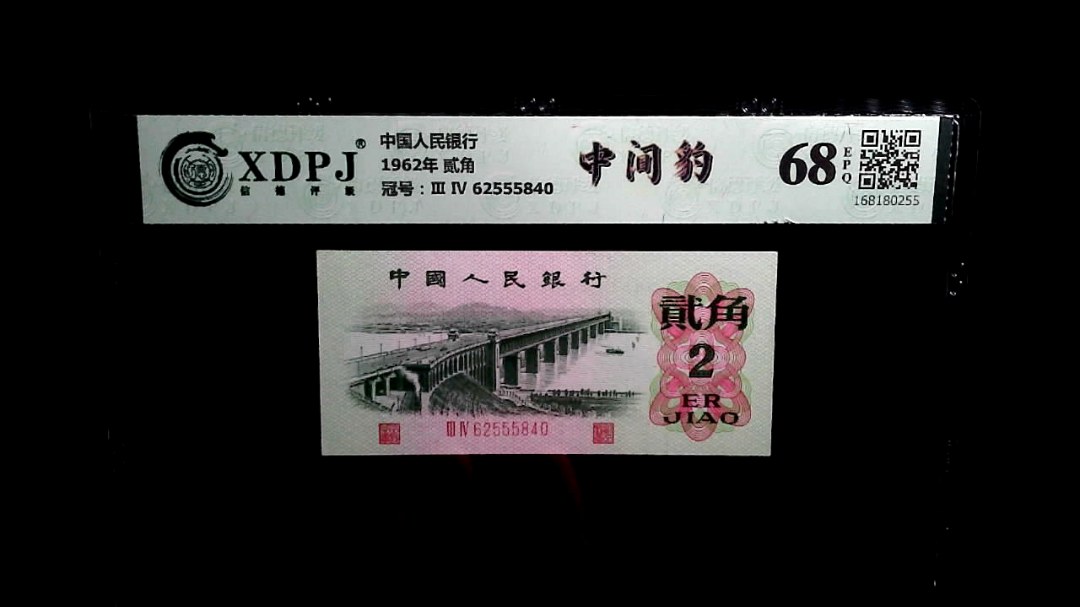 XDPJ®
信德评级
中国人民银行
1962年 贰角
冠号：Ⅲ Ⅳ 62555840
中间豹
68
EPQ
168180255
中國人民銀行
貳角
2
ER
JIAO
Ⅲ Ⅳ 62555840